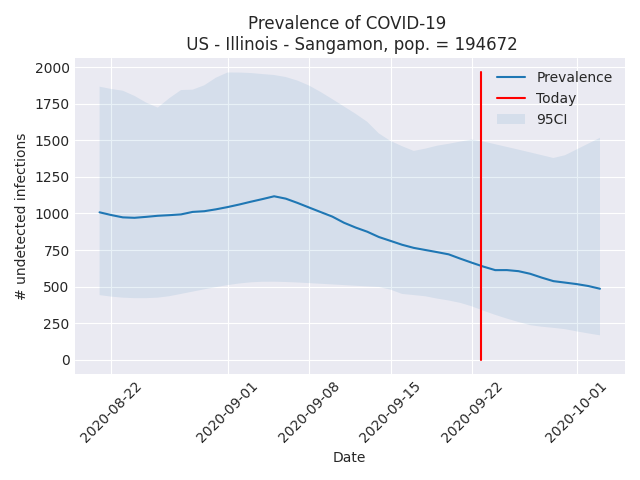 Prevalence of COVID-19
US - Illinois - Sangamon, pop. = 194672
2000
1750
1500
1250
1000
750
500
250
0
# undetected infections
Prevalence
Today
95CI
2020-08-22
2020-09-01
2020-09-08
2020-09-15
2020-09-22
2020-10-01
Date